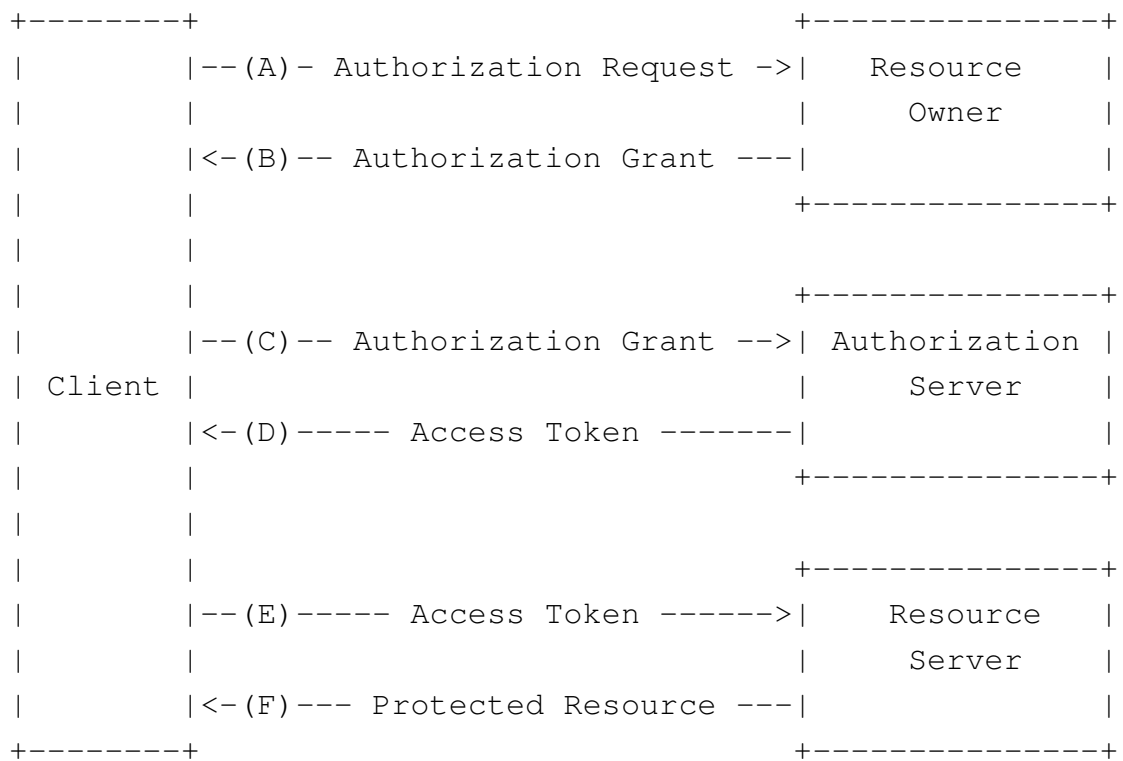 +--------+                               +---------------+
|        |--(A)- Authorization Request ->|   Resource    |
|        |                               |     Owner     |
|        |<-(B)-- Authorization Grant ---|               |
|        |                               +---------------+
|        |
|        |                               +---------------+
|        |--(C)-- Authorization Grant -->| Authorization |
| Client |                               |     Server    |
|        |<-(D)----- Access Token -------|               |
|        |                               +---------------+
|        |
|        |                               +---------------+
|        |--(E)----- Access Token ------>|    Resource   |
|        |                               |     Server    |
|        |<-(F)--- Protected Resource ---|               |
+--------+                               +---------------+